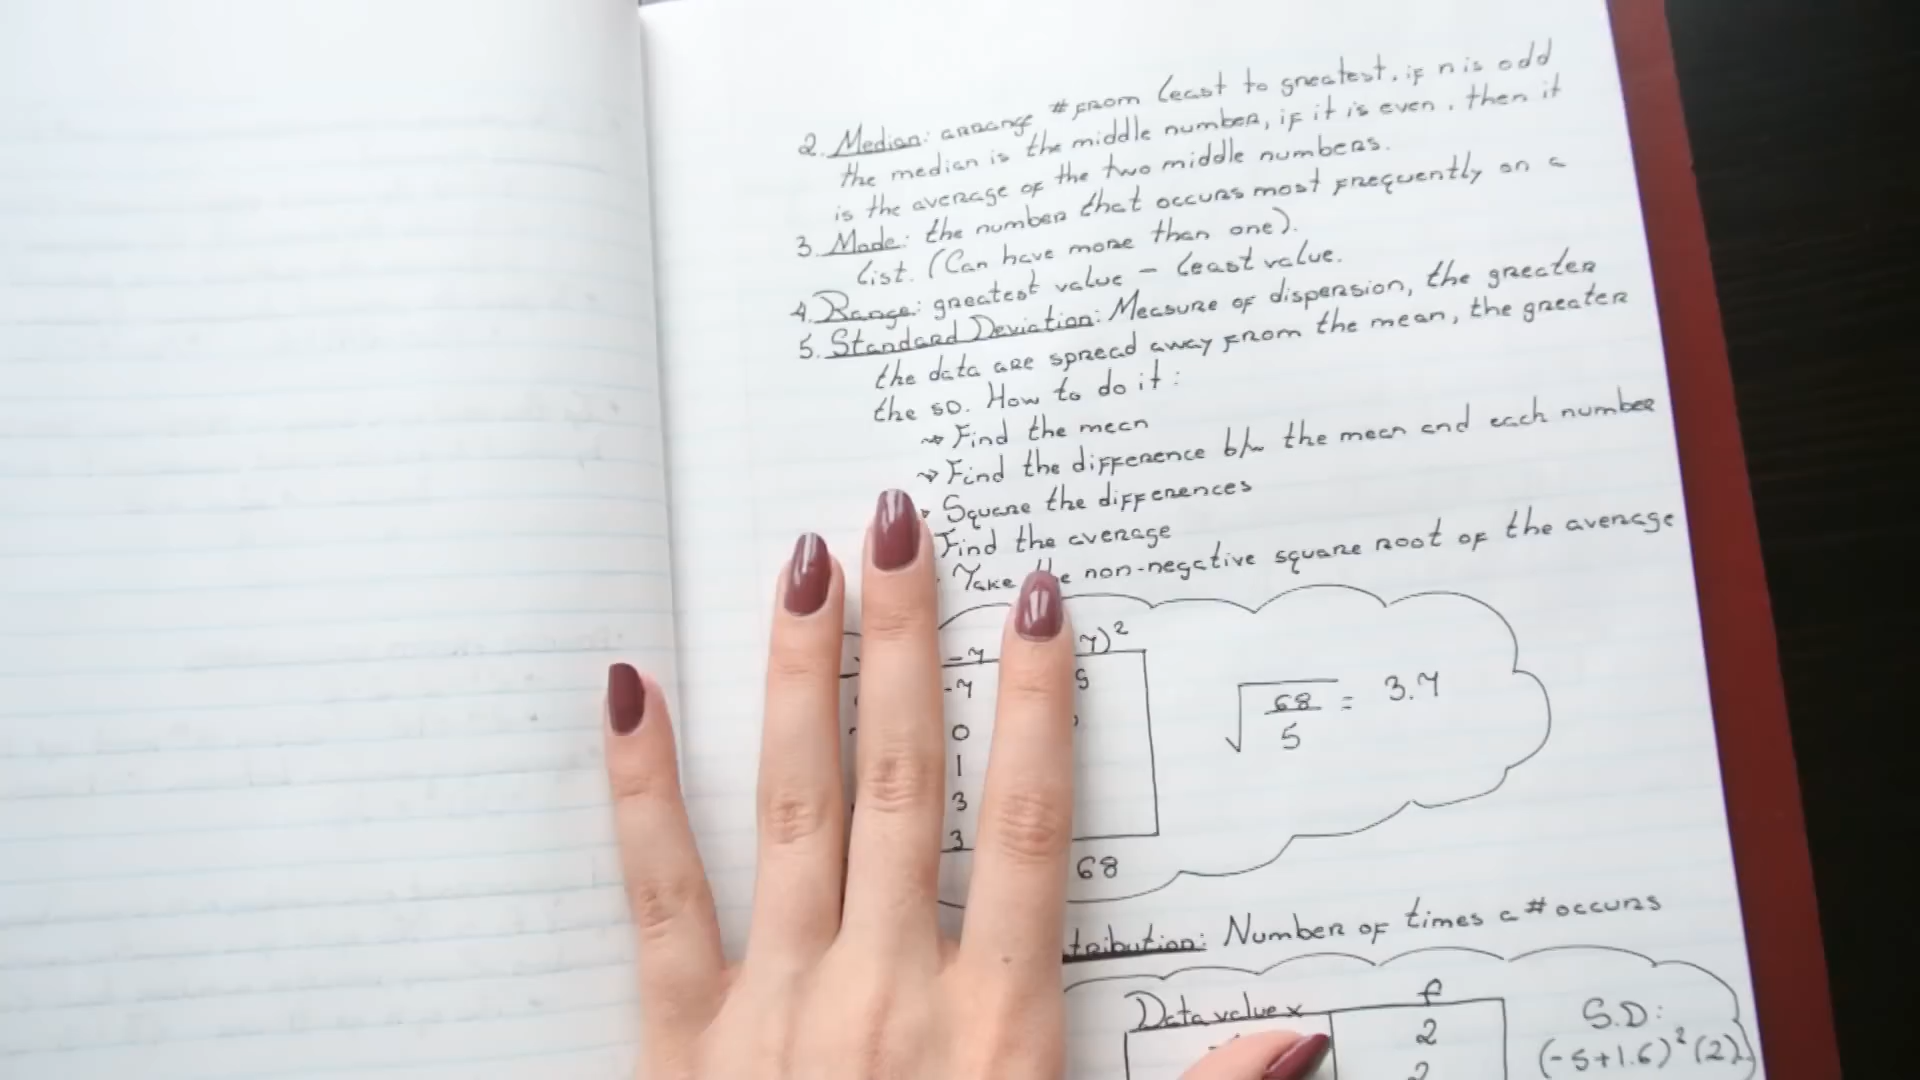 2. Median: arrange # from least to greatest, if n is odd
the median is the middle number, if it is even, then it
is the average of the two middle numbers.
3. Mode: the number that occurs most frequently on a
list. (Can have more than one).
4. Range: greatest value - least value.
5. Standard Deviation: Measure of dispersion, the greater
the data are spread away from the mean, the greater
the SD. How to do it:
Find the mean
Find the difference b/w the mean and each number
Square the differences
Find the average
Take the non-negative square root of the average
-7 7)²
-7
0
1
3
3
68
√68/5 = 3.7
tribution: Number of times a # occurs
Data value x f
2
2
S.D:
(-5+1.6)² (2)